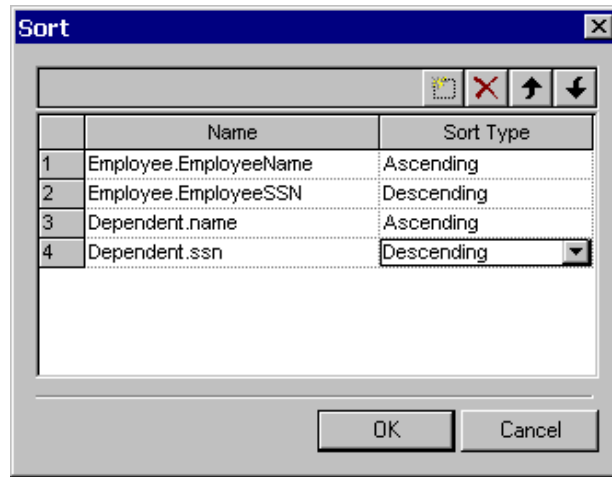 Sort
Name Sort Type
1 Employee.EmployeeName Ascending
2 Employee.EmployeeSSN Descending
3 Dependent.name Ascending
4 Dependent.ssn Descending
OK Cancel